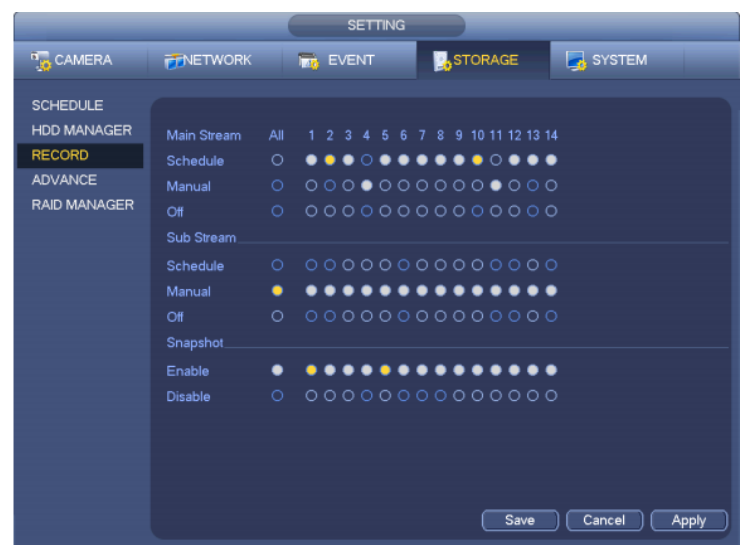 SETTING
CAMERA NETWORK EVENT STORAGE SYSTEM
SCHEDULE
HDD MANAGER
RECORD
ADVANCE
RAID MANAGER
Main Stream All 1 2 3 4 5 6 7 8 9 10 11 12 13 14
Schedule
Manual
Off
Sub Stream
Schedule
Manual
Off
Snapshot
Enable
Disable
Save Cancel Apply